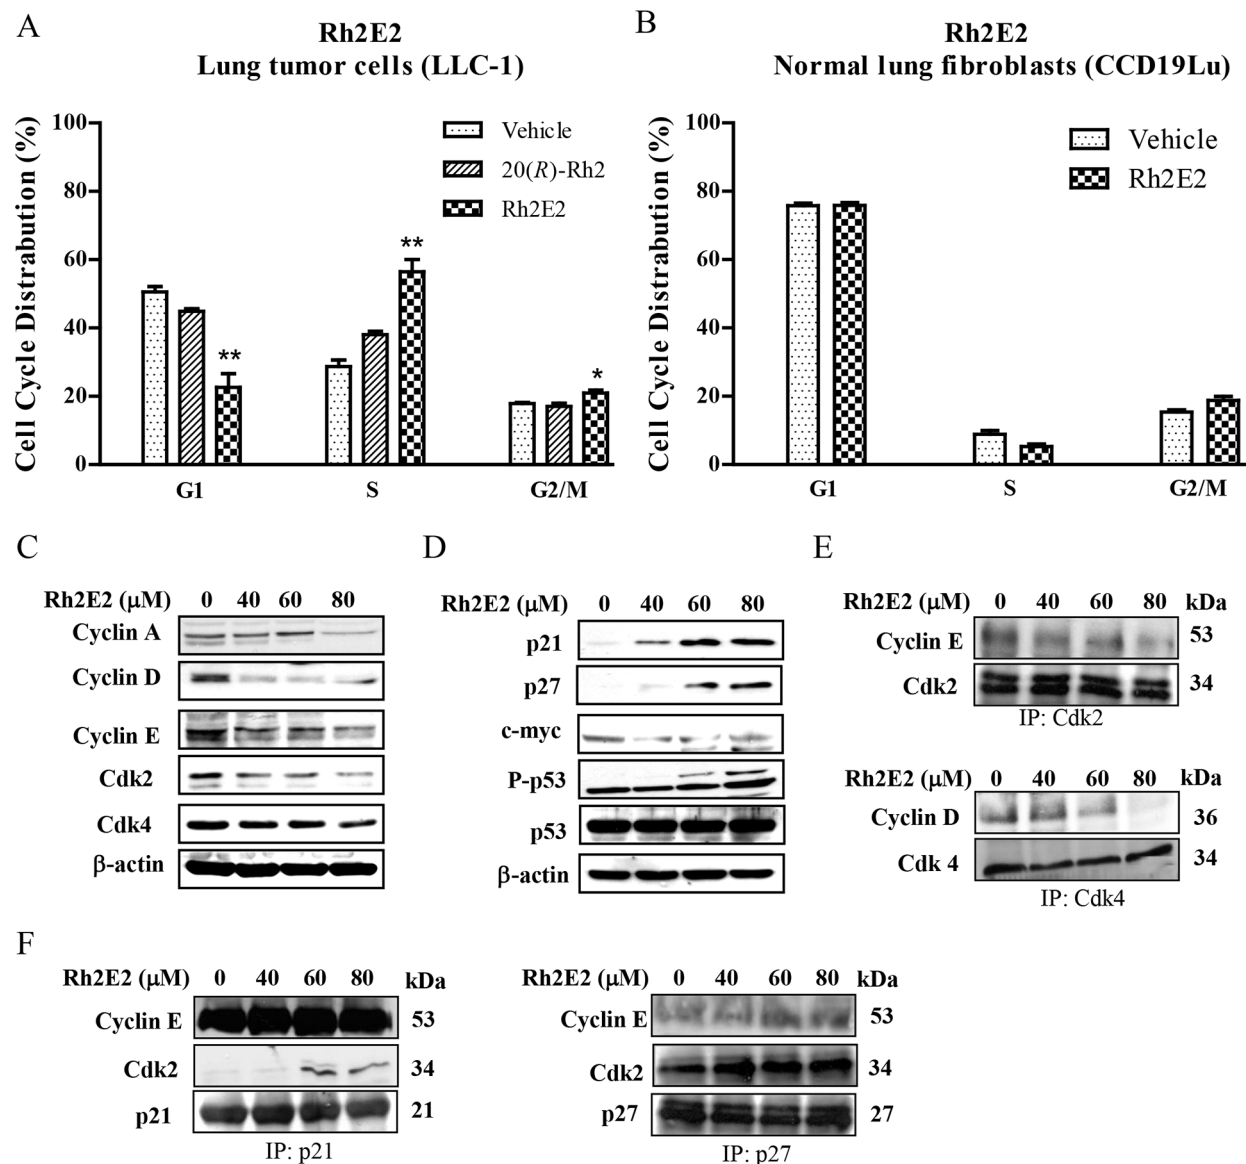 A
Rh2E2
Lung tumor cells (LLC-1)
Cell Cycle Distrabution (%)
100
80
60
40
20
0
Vehicle
20(R)-Rh2
Rh2E2
**
**
*
G1 S G2/M
B
Rh2E2
Normal lung fibroblasts (CCD19Lu)
Cell Cycle Distrabution (%)
100
80
60
40
20
0
Vehicle
Rh2E2
G1 S G2/M
C
Rh2E2 (μM) 0 40 60 80
Cyclin A
Cyclin D
Cyclin E
Cdk2
Cdk4
β-actin
D
Rh2E2 (μM) 0 40 60 80
p21
p27
c-myc
P-p53
p53
β-actin
E
Rh2E2 (μM) 0 40 60 80 kDa
Cyclin E 53
Cdk2 34
IP: Cdk2
Rh2E2 (μM) 0 40 60 80 kDa
Cyclin D 36
Cdk 4 34
IP: Cdk4
F
Rh2E2 (μM) 0 40 60 80 kDa
Cyclin E 53
Cdk2 34
p21 21
IP: p21
Rh2E2 (μM) 0 40 60 80 kDa
Cyclin E 53
Cdk2 34
p27 27
IP: p27